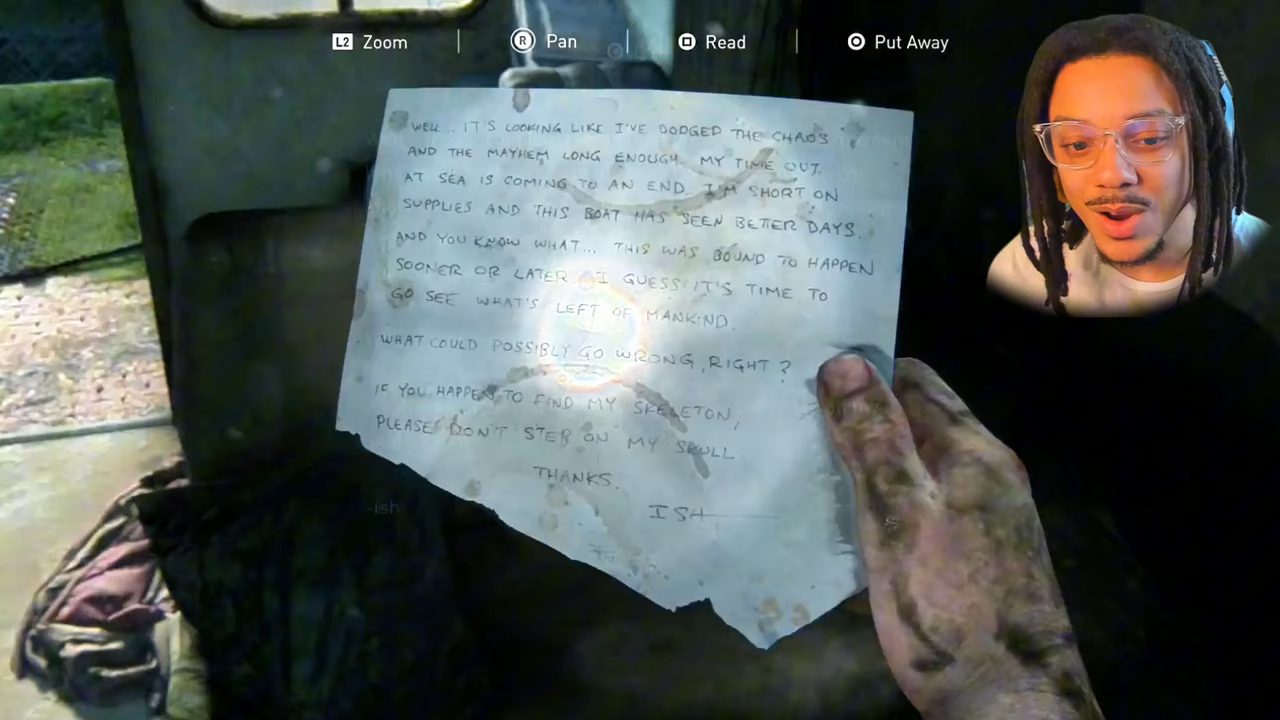 L2 Zoom | R Pan | Read | Put Away
WELL... IT'S LOOKING LIKE I'VE DODGED THE CHAOS
AND THE MAYHEM LONG ENOUGH. MY TIME OUT
AT SEA IS COMING TO AN END. I'M SHORT ON
SUPPLIES AND THIS BOAT HAS SEEN BETTER DAYS.
AND YOU KNOW WHAT... THIS WAS BOUND TO HAPPEN
SOONER OR LATER. I GUESS IT'S TIME TO
GO SEE WHAT'S LEFT OF MANKIND.
WHAT COULD POSSIBLY GO WRONG, RIGHT?
IF YOU HAPPEN TO FIND MY SKELETON,
PLEASE DON'T STEP ON MY SKULL
THANKS.
-Ish
ISH